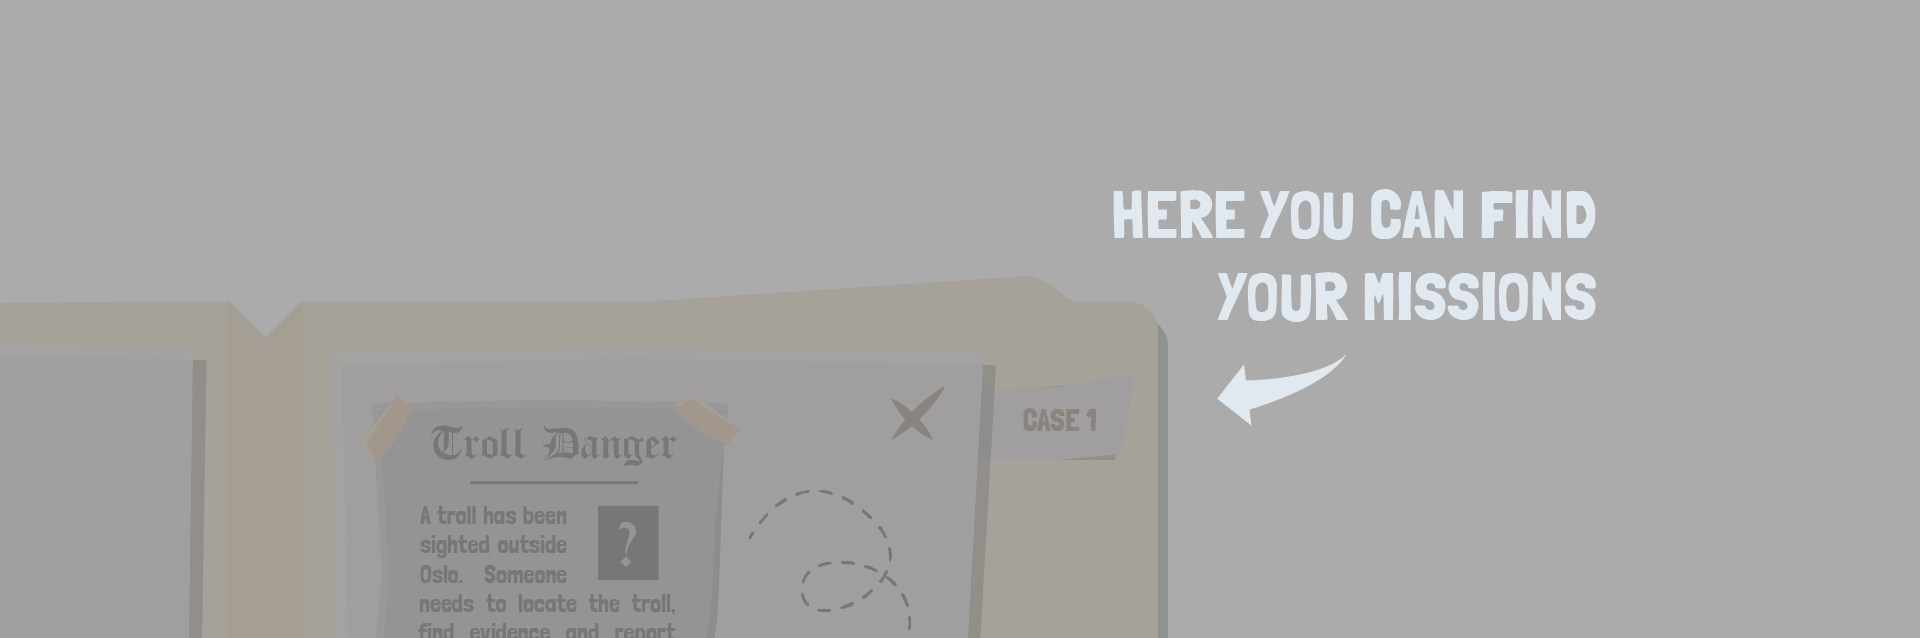 HERE YOU CAN FIND
YOUR MISSIONS
CASE 1
Troll Danger
A troll has been
sighted outside
Oslo. Someone
needs to locate the troll,
find evidence and report
?